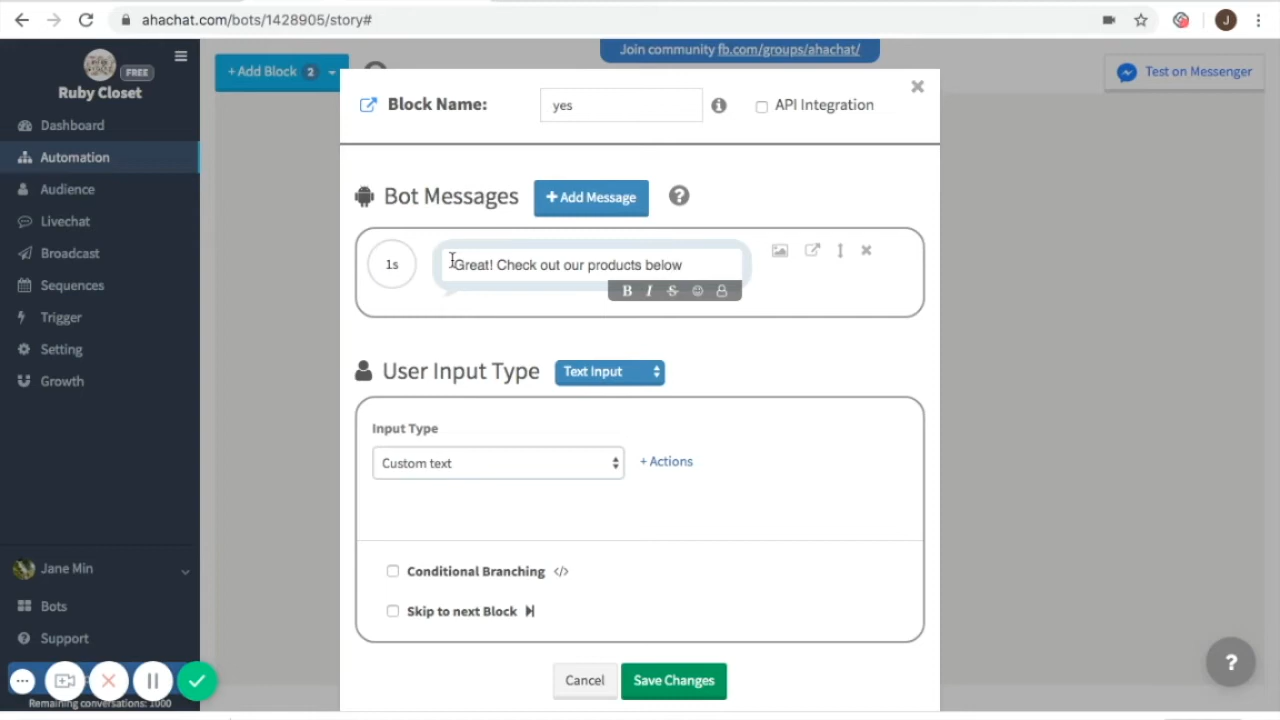 ahachat.com/bots/1428905/story#
J
Join community fb.com/groups/ahachat/
FREE
Ruby Closet
+ Add Block 2
Test on Messenger
Dashboard
Automation
Audience
Livechat
Broadcast
Sequences
Trigger
Setting
Growth
Jane Min
Bots
Support
Remaining conversations: 1000
Block Name: yes API Integration
Bot Messages + Add Message ?
1s
Great! Check out our products below
B I S
User Input Type Text Input
Input Type
Custom text + Actions
Conditional Branching </>
Skip to next Block
Cancel Save Changes
?